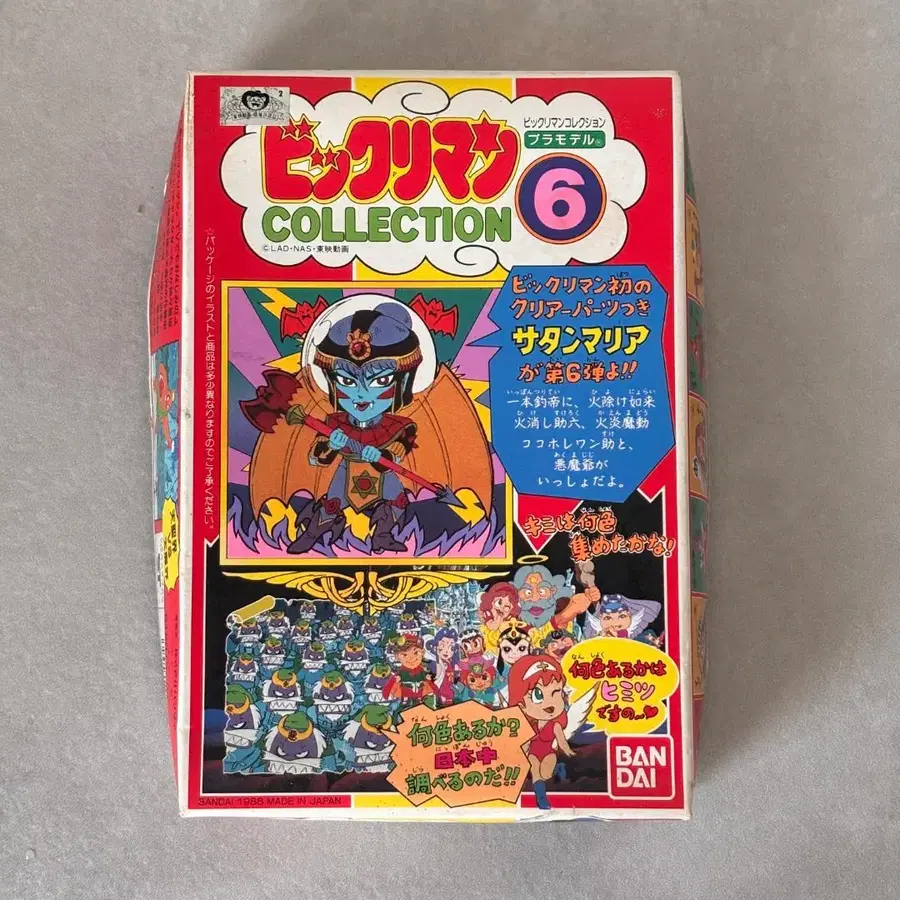 2
ビックリマン
COLLECTION
ビックリマンコレクション
プラモデル
6
©LAD・NAS・東映動画
☆パッケージのイラストと商品は多少異なりますのでご了承ください。
ビックリマン初の
クリアーパーツつき
サタンマリア
が第6弾よ!!
一本釣帝に、火除け如来
火消し助六、火炎魔動
ココホレワン助と、
悪魔爺が
いっしょだよ。
キミは何色
集めたかな!
何色あるかは
ヒミツ
ですの…
何色あるか?
日本中
調べるのだ!!
BAN
DAI
BANDAI 1988 MADE IN JAPAN